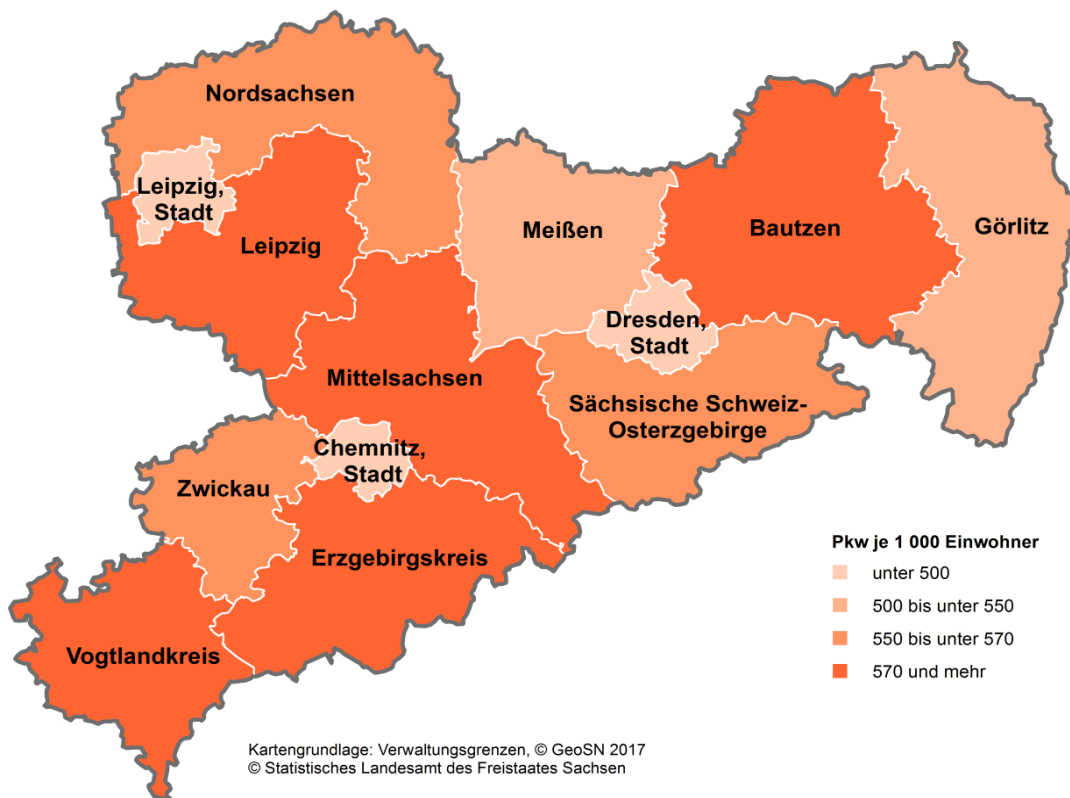 Nordsachsen
Leipzig,
Stadt
Leipzig
Meißen
Bautzen
Görlitz
Dresden,
Stadt
Mittelsachsen
Sächsische Schweiz-
Osterzgebirge
Chemnitz,
Stadt
Zwickau
Erzgebirgskreis
Vogtlandkreis
Pkw je 1 000 Einwohner
unter 500
500 bis unter 550
550 bis unter 570
570 und mehr
Kartengrundlage: Verwaltungsgrenzen, © GeoSN 2017
© Statistisches Landesamt des Freistaates Sachsen